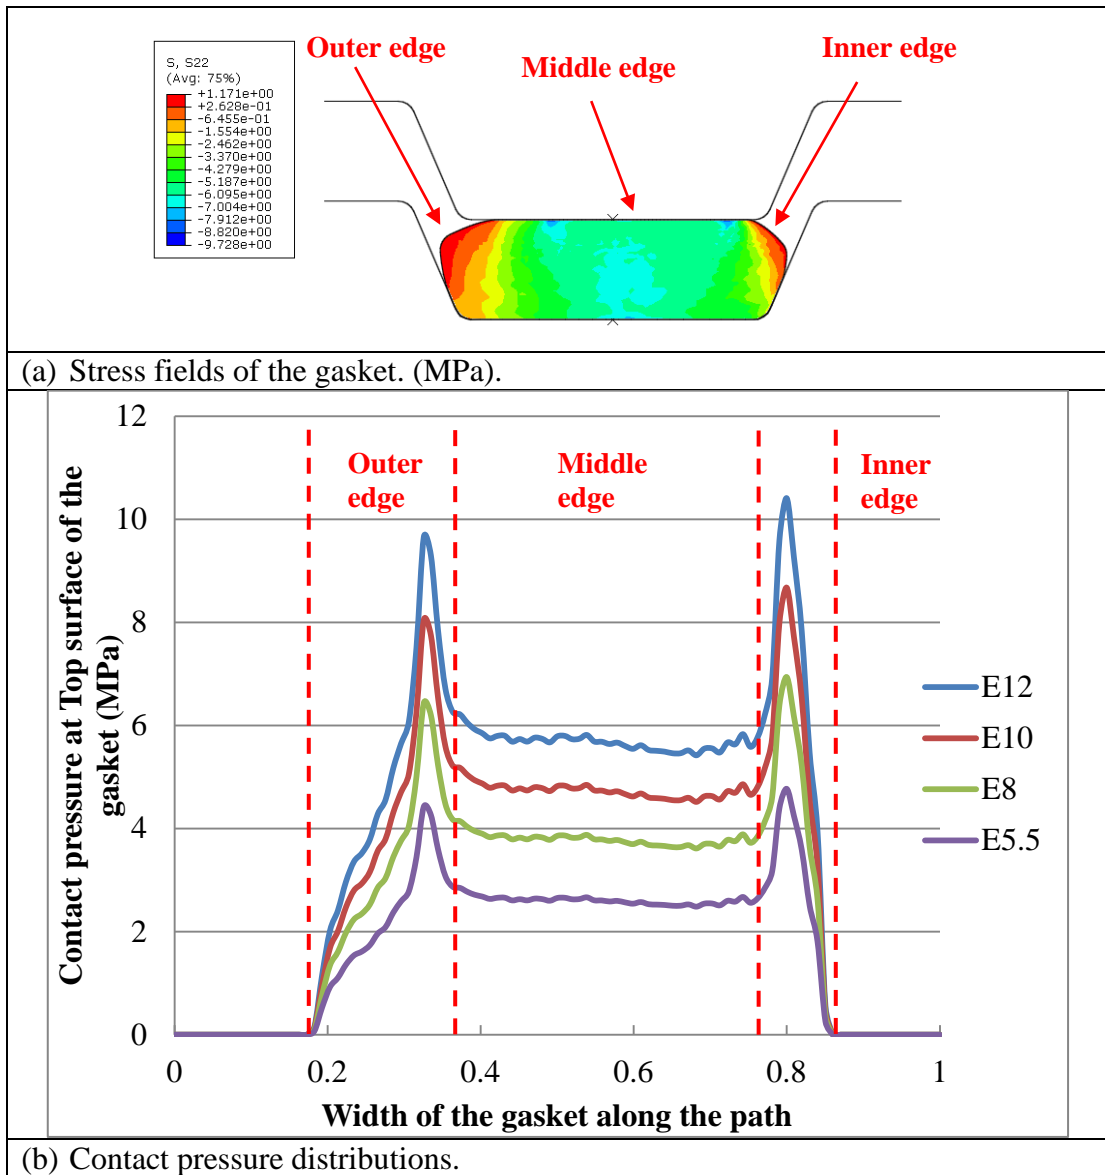 Outer edge
Middle edge
Inner edge
S, S22
(Avg: 75%)
+1.171e+00
+2.628e-01
-6.455e-01
-1.554e+00
-2.462e+00
-3.370e+00
-4.279e+00
-5.187e+00
-6.095e+00
-7.004e+00
-7.912e+00
-8.820e+00
-9.728e+00
(a) Stress fields of the gasket. (MPa).
Contact pressure at Top surface of the
gasket (MPa)
12
10
8
6
4
2
0
Outer
edge
Middle
edge
Inner
edge
E12
E10
E8
E5.5
0
0.2
0.4
0.6
0.8
1
Width of the gasket along the path
(b) Contact pressure distributions.